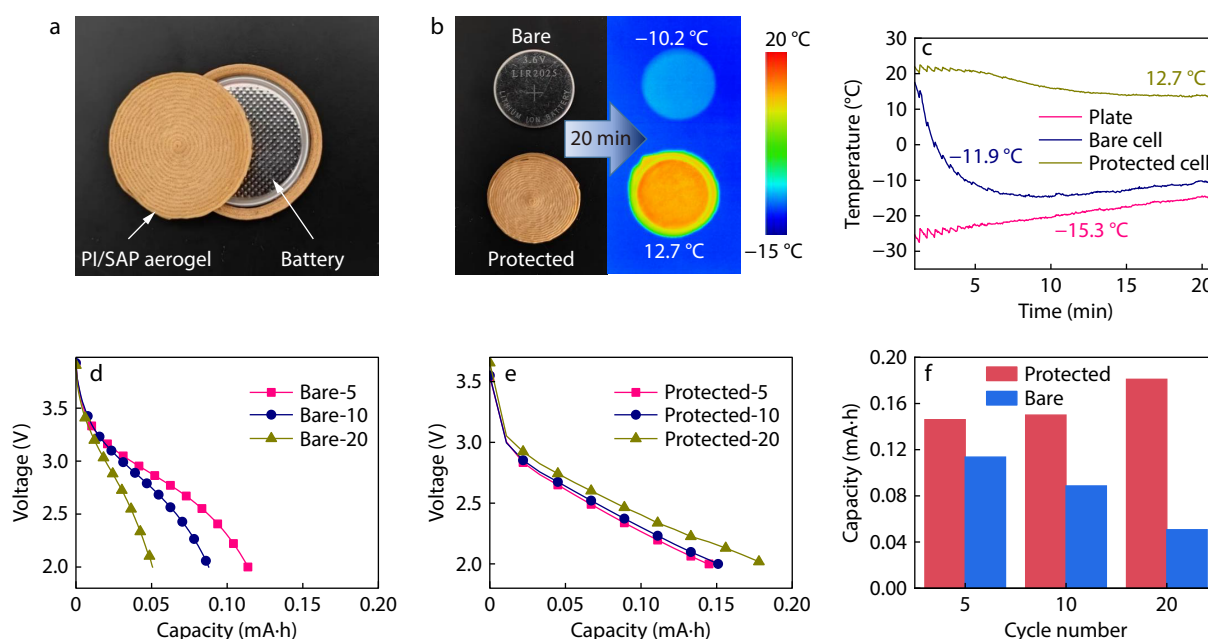 a
PI/SAP aerogel
Battery
b
Bare
3.6V
LIR2025
LITHIUM ION BATTERY
20 min
Protected
−10.2 °C
12.7 °C
20 °C
−15 °C
c
Temperature (°C)
30
20
10
0
−10
−20
−30
12.7 °C
Plate
Bare cell
Protected cell
−11.9 °C
−15.3 °C
5
10
15
20
Time (min)
d
Voltage (V)
3.5
3.0
2.5
2.0
Bare-5
Bare-10
Bare-20
0
0.05
0.10
0.15
0.20
Capacity (mA·h)
e
Voltage (V)
3.5
3.0
2.5
2.0
Protected-5
Protected-10
Protected-20
0
0.05
0.10
0.15
0.20
Capacity (mA·h)
f
Capacity (mA·h)
0.20
0.16
0.12
0.08
0.04
0.00
Protected
Bare
5
10
20
Cycle number